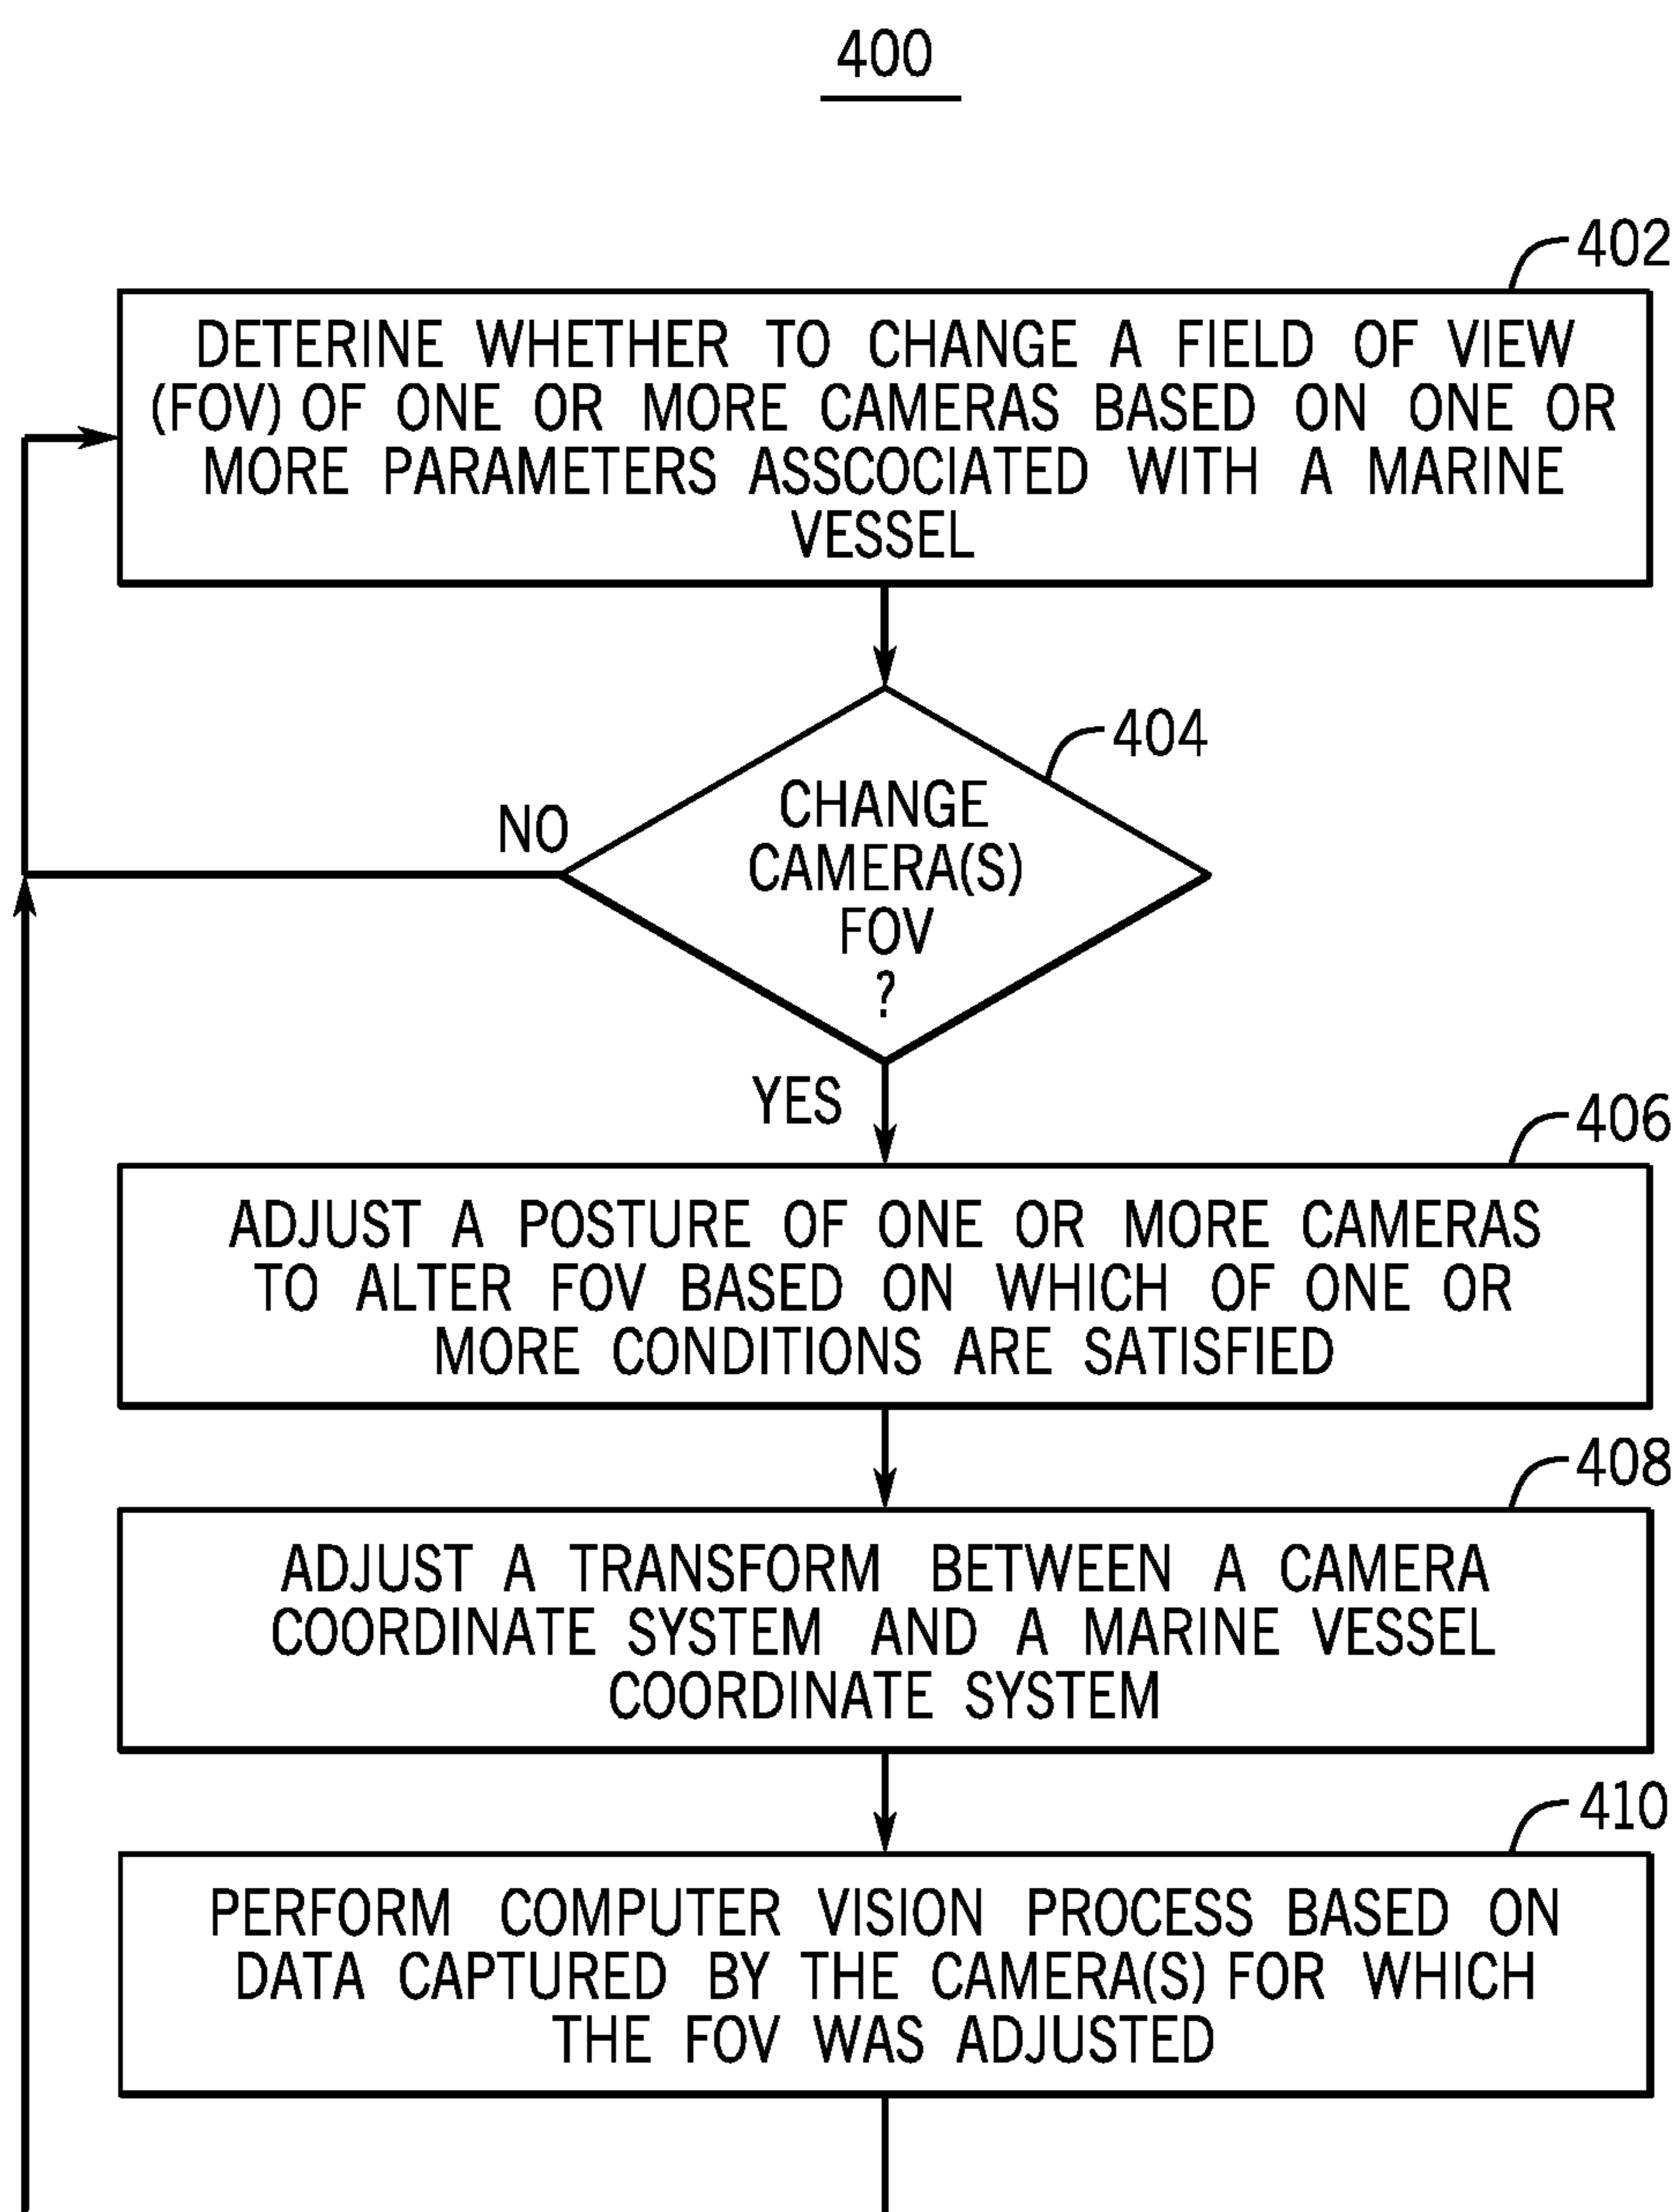 400
402
DETERINE WHETHER TO CHANGE A FIELD OF VIEW
(FOV) OF ONE OR MORE CAMERAS BASED ON ONE OR
MORE PARAMETERS ASSCOCIATED WITH A MARINE
VESSEL
404
NO
CHANGE
CAMERA(S)
FOV
?
YES
406
ADJUST A POSTURE OF ONE OR MORE CAMERAS
TO ALTER FOV BASED ON WHICH OF ONE OR
MORE CONDITIONS ARE SATISFIED
408
ADJUST A TRANSFORM BETWEEN A CAMERA
COORDINATE SYSTEM AND A MARINE VESSEL
COORDINATE SYSTEM
410
PERFORM COMPUTER VISION PROCESS BASED ON
DATA CAPTURED BY THE CAMERA(S) FOR WHICH
THE FOV WAS ADJUSTED